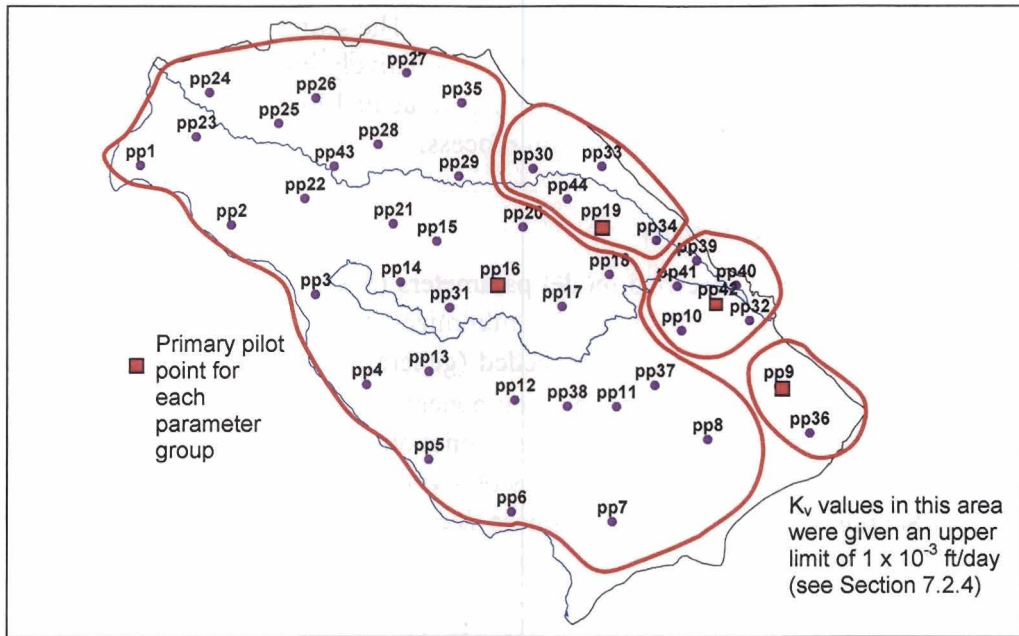 pp27
pp24
pp26
pp35
pp25
pp23
pp28
pp1
pp43
pp29
pp30
pp33
pp22
pp44
pp2
pp21
pp15
pp20
pp19
pp34
pp39
pp3
pp14
pp16
pp18
pp41
pp40
pp42
pp31
pp17
pp10
pp32
Primary pilot
point for
each
parameter
group
pp4
pp13
pp12
pp38
pp11
pp37
pp9
pp8
pp36
pp5
pp6
pp7
Kᵥ values in this area
were given an upper
limit of 1 x 10⁻³ ft/day
(see Section 7.2.4)